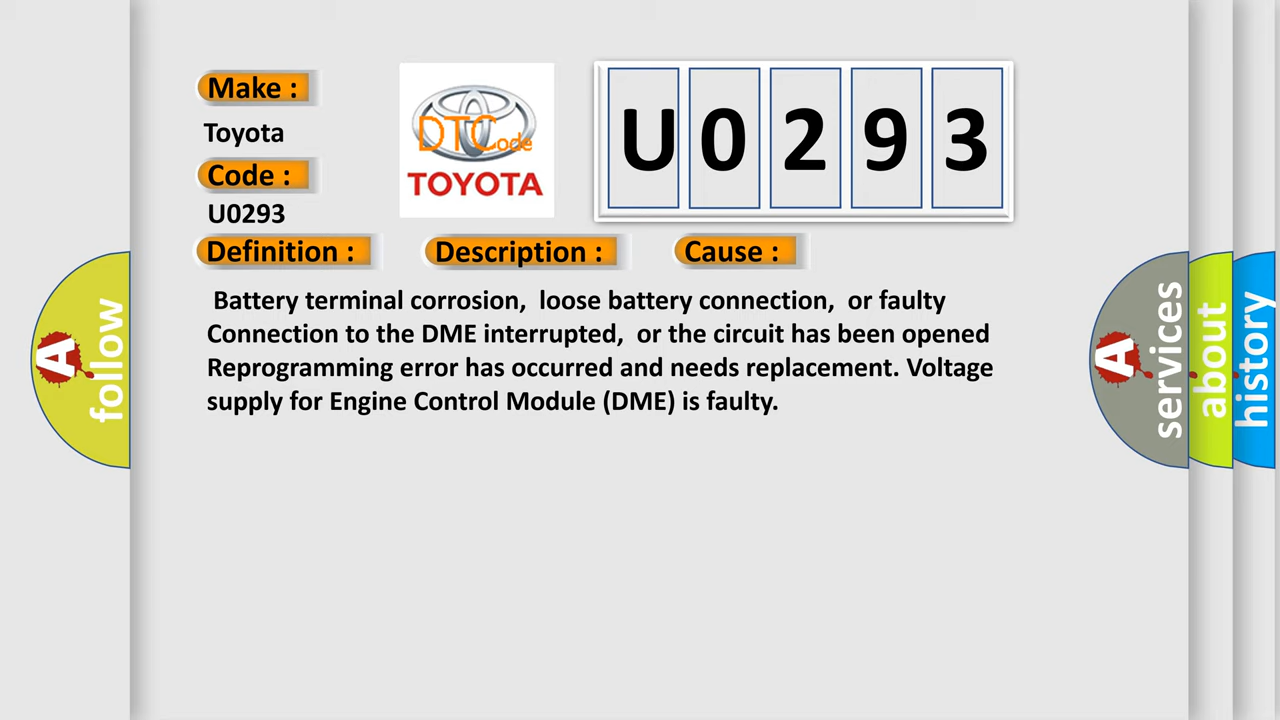 Make :
Toyota
Code :
U0293
DTCode
TOYOTA
U0293
Definition :
Description :
Cause :
Battery terminal corrosion, loose battery connection, or faulty
Connection to the DME interrupted, or the circuit has been opened
Reprogramming error has occurred and needs replacement. Voltage
supply for Engine Control Module (DME) is faulty.
A
follow
A
services
about
history